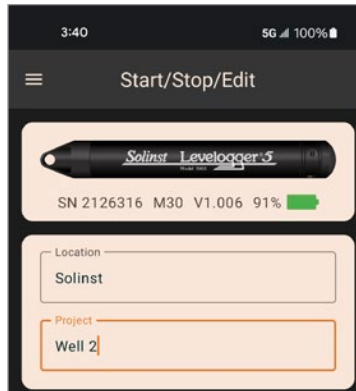 3:40 5G 100%
Start/Stop/Edit
Solinst Levelogger 5
SN 2126316 M30 V1.006 91%
Location
Solinst
Project
Well 2